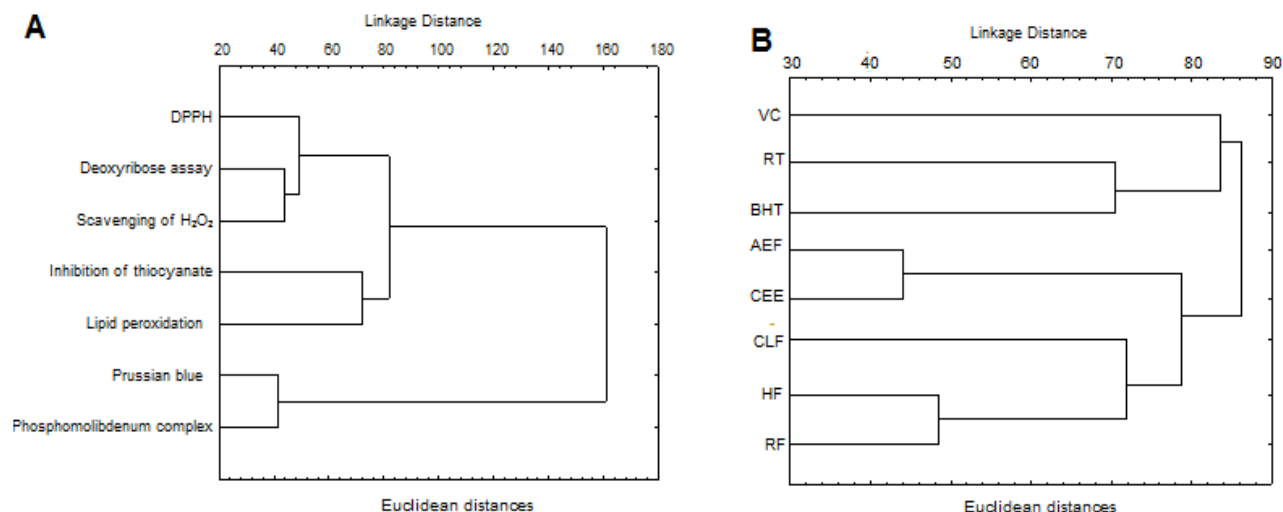 A
Linkage Distance
20 40 60 80 100 120 140 160 180
DPPH
Deoxyribose assay
Scavenging of H₂O₂
Inhibition of thiocyanate
Lipid peroxidation
Prussian blue
Phosphomolibdenum complex
Euclidean distances
B
Linkage Distance
30 40 50 60 70 80 90
VC
RT
BHT
AEF
CEE
CLF
HF
RF
Euclidean distances